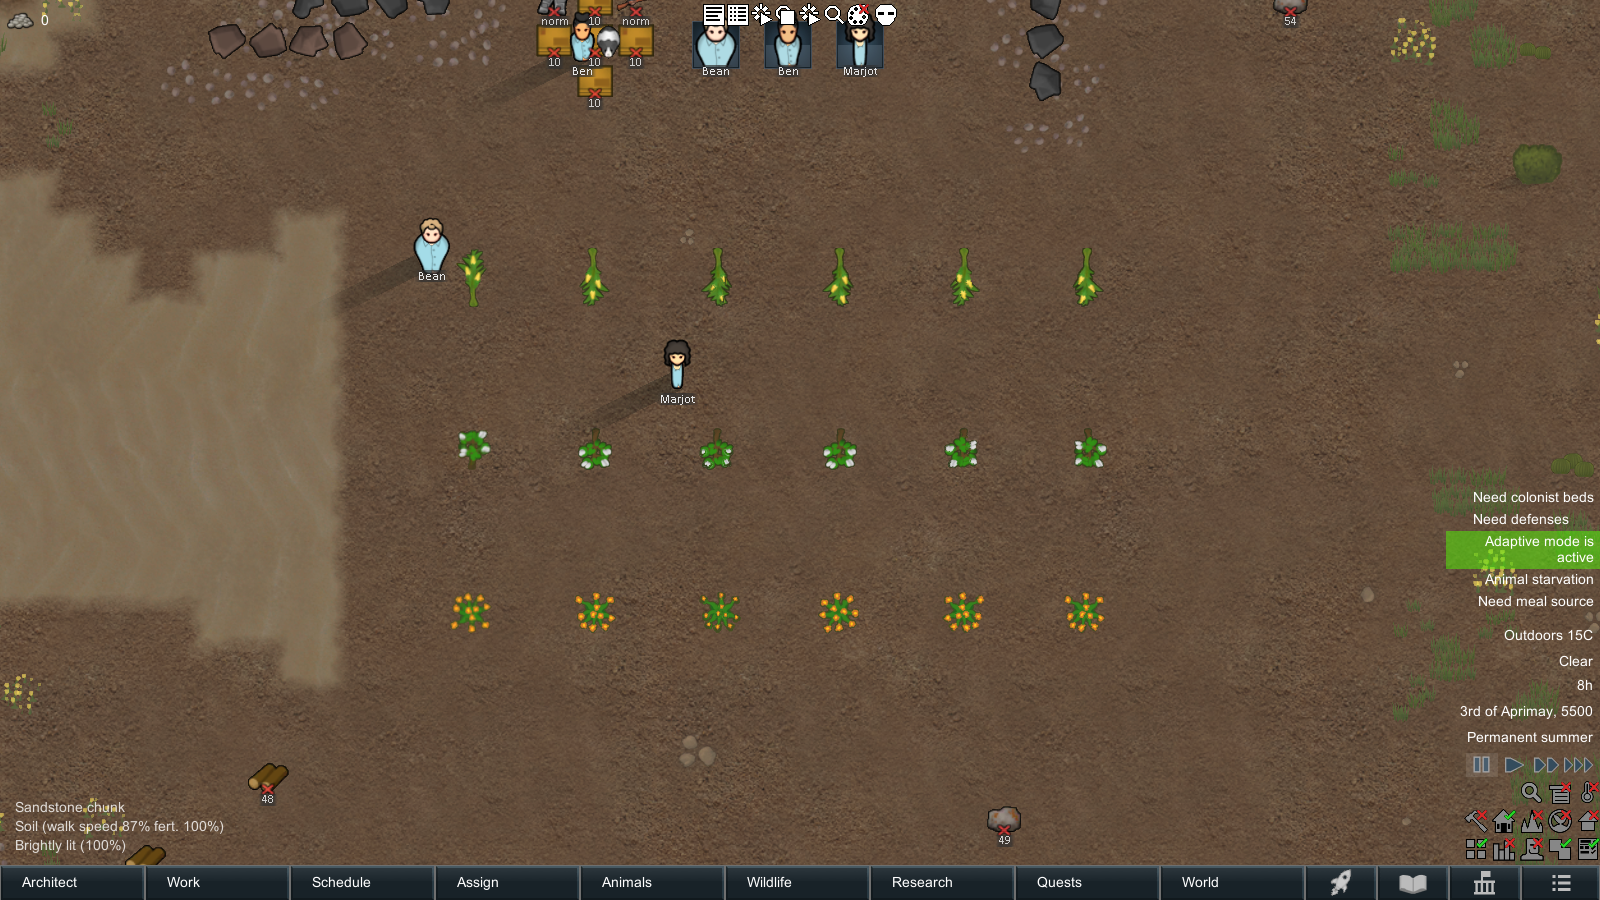 0
norm 10 norm
10 10 10
Ben
10
Bean Ben Marjot
54
Bean
Marjot
Need colonist beds
Need defenses
Adaptive mode is
active
Animal starvation
Need meal source
Outdoors 15C
Clear
8h
3rd of Aprimay, 5500
Permanent summer
48
49
Sandstone chunk
Soil (walk speed 87% fert. 100%)
Brightly lit (100%)
Architect Work Schedule Assign Animals Wildlife Research Quests World